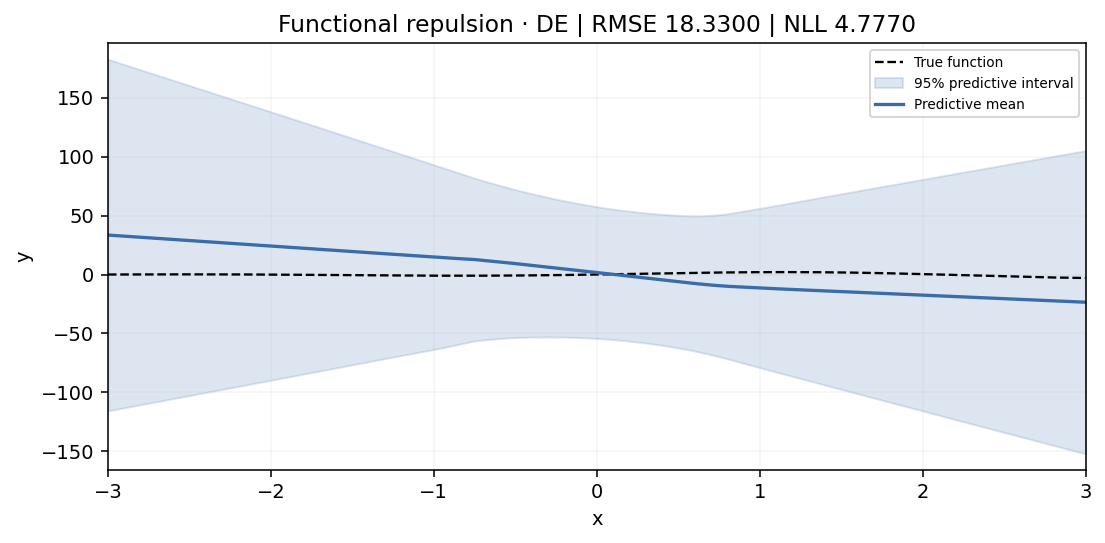 Functional repulsion · DE | RMSE 18.3300 | NLL 4.7770
True function
95% predictive interval
Predictive mean
y
150
100
50
0
−50
−100
−150
−3
−2
−1
0
1
2
3
x